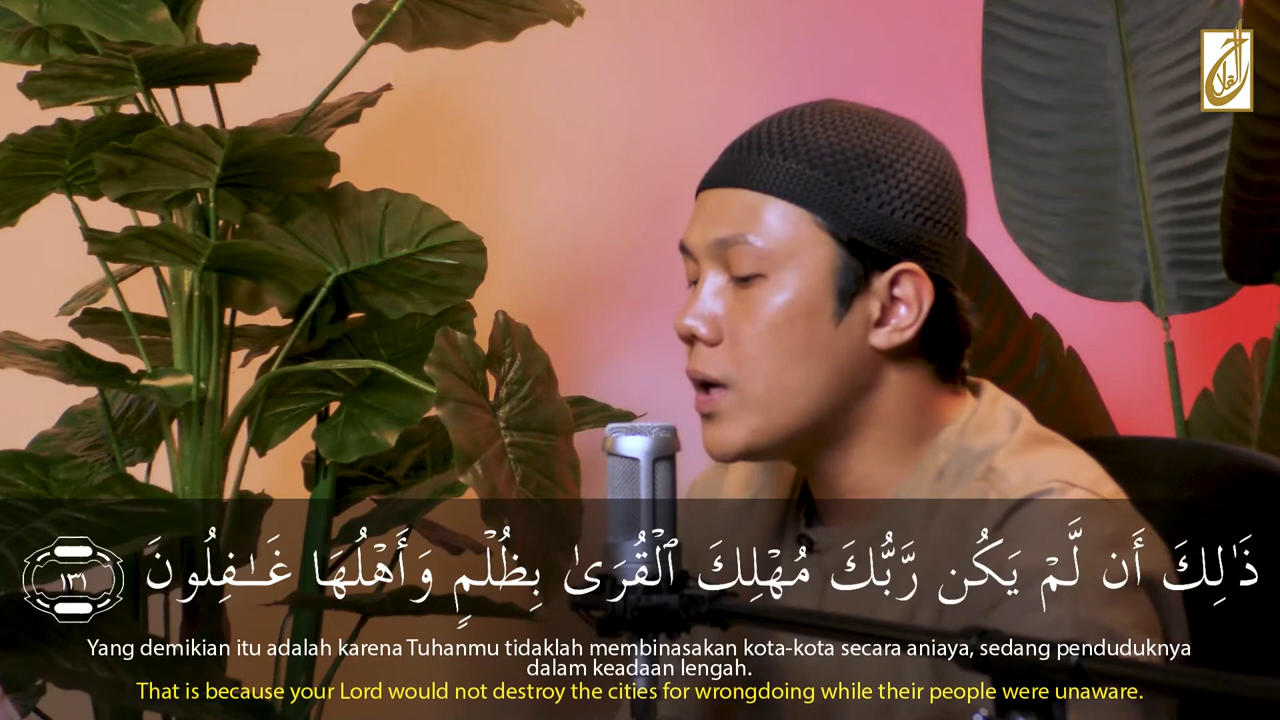 العلاج
ذَٰلِكَ أَن لَّمْ يَكُن رَّبُّكَ مُهْلِكَ ٱلْقُرَىٰ بِظُلْمٍ وَأَهْلُهَا غَـٰفِلُونَ ١٣١
Yang demikian itu adalah karena Tuhanmu tidaklah membinasakan kota-kota secara aniaya, sedang penduduknya
dalam keadaan lengah.
That is because your Lord would not destroy the cities for wrongdoing while their people were unaware.